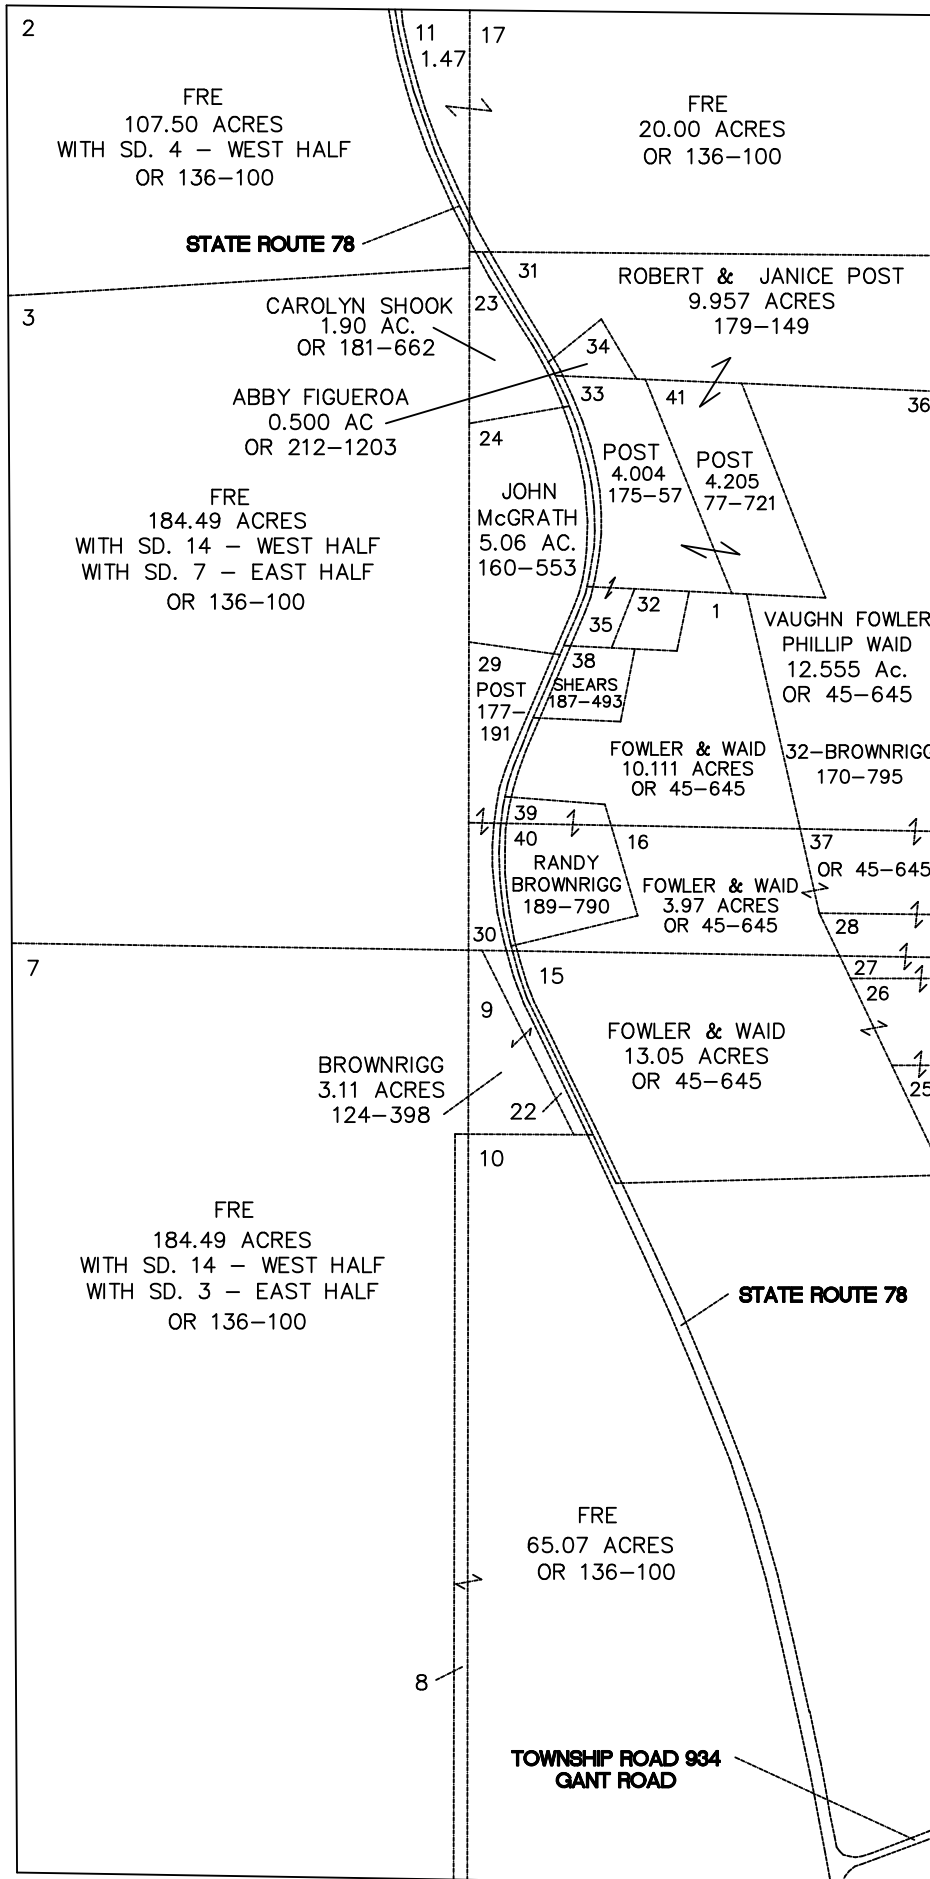 2
11
1.47
17
FRE
107.50 ACRES
WITH SD. 4 – WEST HALF
OR 136–100
FRE
20.00 ACRES
OR 136–100
STATE ROUTE 78
3
31
ROBERT & JANICE POST
9.957 ACRES
179–149
CAROLYN SHOOK
1.90 AC.
OR 181–662
23
34
ABBY FIGUEROA
0.500 AC
OR 212–1203
33
41
36
24
POST
4.004
175–57
POST
4.205
77–721
JOHN
McGRATH
5.06 AC.
160–553
FRE
184.49 ACRES
WITH SD. 14 – WEST HALF
WITH SD. 7 – EAST HALF
OR 136–100
35
32
1
VAUGHN FOWLER
PHILLIP WAID
12.555 Ac.
OR 45–645
29
POST
177–
191
38
SHEARS
187–493
FOWLER & WAID
10.111 ACRES
OR 45–645
32–BROWNRIGG
170–795
39
40
16
37
RANDY
BROWNRIGG
189–790
FOWLER & WAID
3.97 ACRES
OR 45–645
OR 45–645
28
30
7
15
27
26
9
FOWLER & WAID
13.05 ACRES
OR 45–645
BROWNRIGG
3.11 ACRES
124–398
22
25
10
FRE
184.49 ACRES
WITH SD. 14 – WEST HALF
WITH SD. 3 – EAST HALF
OR 136–100
STATE ROUTE 78
FRE
65.07 ACRES
OR 136–100
8
TOWNSHIP ROAD 934
GANT ROAD